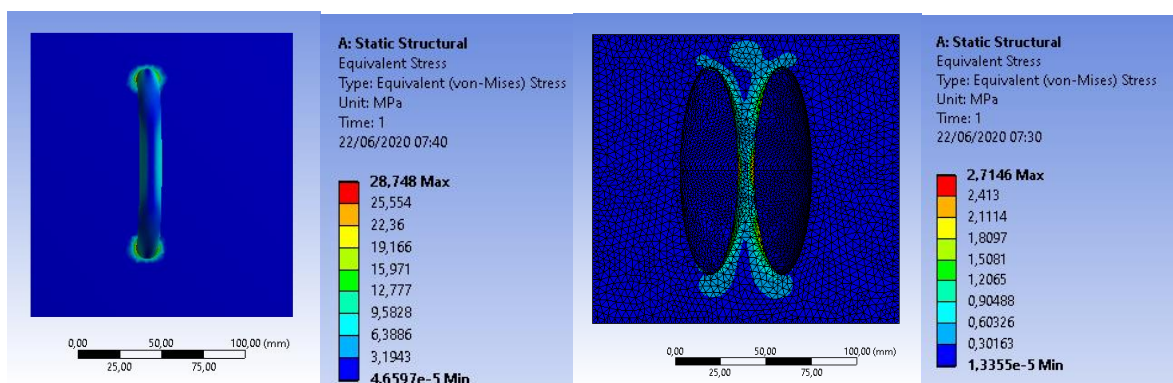 A: Static Structural
Equivalent Stress
Type: Equivalent (von-Mises) Stress
Unit: MPa
Time: 1
22/06/2020 07:40
28,748 Max
25,554
22,36
19,166
15,971
12,777
9,5828
6,3886
3,1943
4,6597e-5 Min
0,00 50,00 100,00 (mm)
25,00 75,00
A: Static Structural
Equivalent Stress
Type: Equivalent (von-Mises) Stress
Unit: MPa
Time: 1
22/06/2020 07:30
2,7146 Max
2,413
2,1114
1,8097
1,5081
1,2065
0,90488
0,60326
0,30163
1,3355e-5 Min
0,00 50,00 100,00 (mm)
25,00 75,00